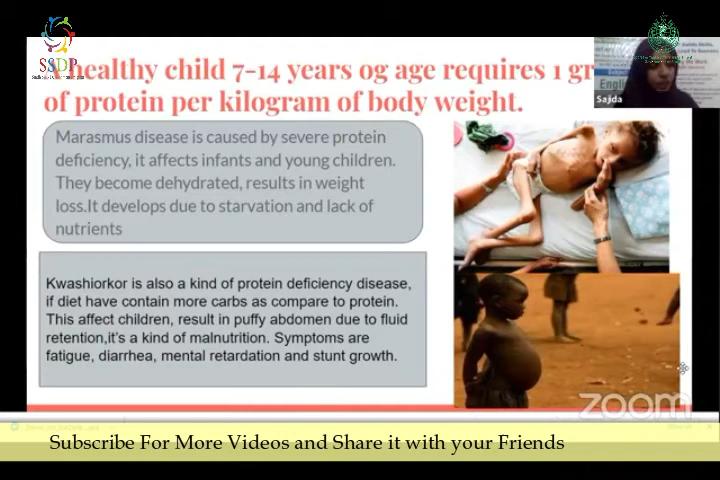 SSDP
healthy child 7-14 years og age requires 1 gr
of protein per kilogram of body weight.
Sajda
Marasmus disease is caused by severe protein
deficiency, it affects infants and young children.
They become dehydrated, results in weight
loss.It develops due to starvation and lack of
nutrients
Kwashiorkor is also a kind of protein deficiency disease,
if diet have contain more carbs as compare to protein.
This affect children, result in puffy abdomen due to fluid
retention,it's a kind of malnutrition. Symptoms are
fatigue, diarrhea, mental retardation and stunt growth.
zoom
Subscribe For More Videos and Share it with your Friends